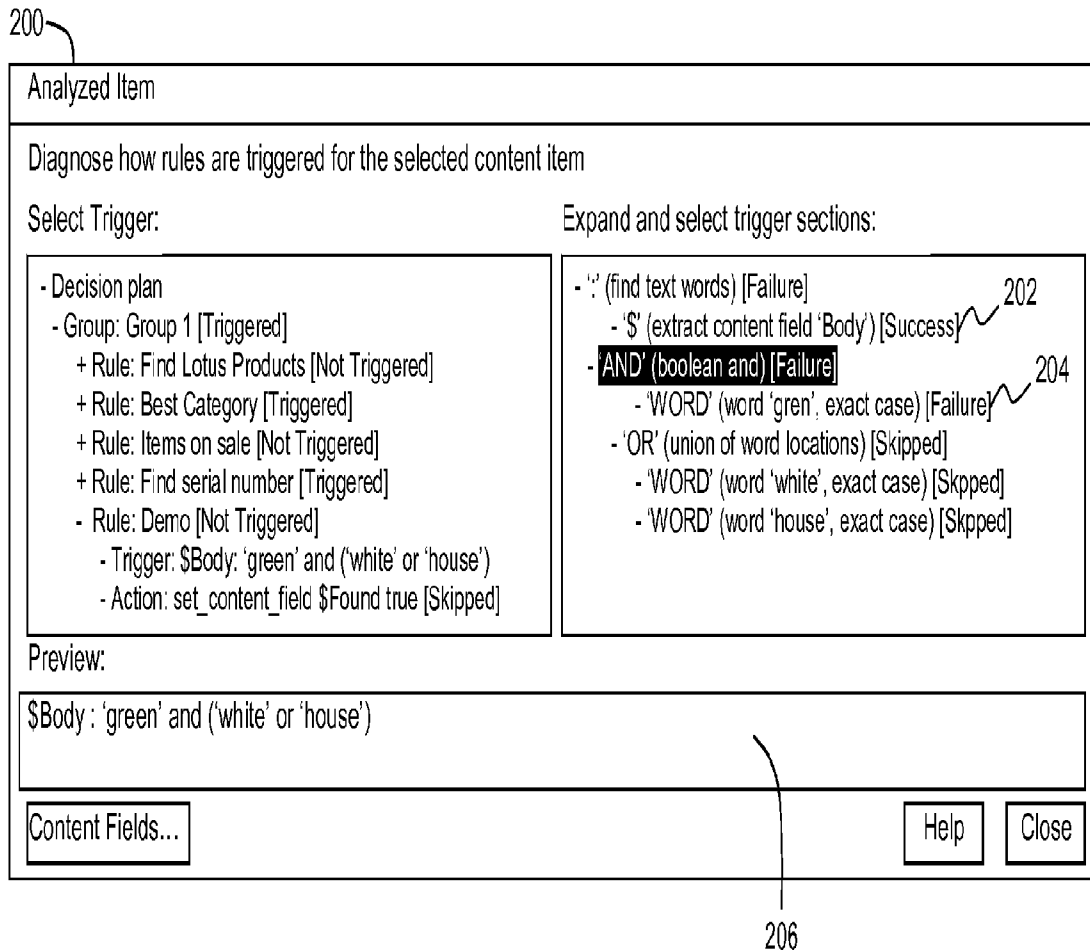 200
Analyzed Item
Diagnose how rules are triggered for the selected content item
Select Trigger:
- Decision plan
- Group: Group 1 [Triggered]
+ Rule: Find Lotus Products [Not Triggered]
+ Rule: Best Category [Triggered]
+ Rule: Items on sale [Not Triggered]
+ Rule: Find serial number [Triggered]
- Rule: Demo [Not Triggered]
- Trigger: $Body: ‘green’ and (‘white’ or ‘house’)
- Action: set_content_field $Found true [Skipped]
Expand and select trigger sections:
- ‘:’ (find text words) [Failure]
- ‘$’ (extract content field ‘Body’) [Success]
202
- ‘AND’ (boolean and) [Failure]
204
- ‘WORD’ (word ‘gren’, exact case) [Failure]
- ‘OR’ (union of word locations) [Skipped]
- ‘WORD’ (word ‘white’, exact case) [Skpped]
- ‘WORD’ (word ‘house’, exact case) [Skpped]
Preview:
$Body : ‘green’ and (‘white’ or ‘house’)
Content Fields...
Help
Close
206